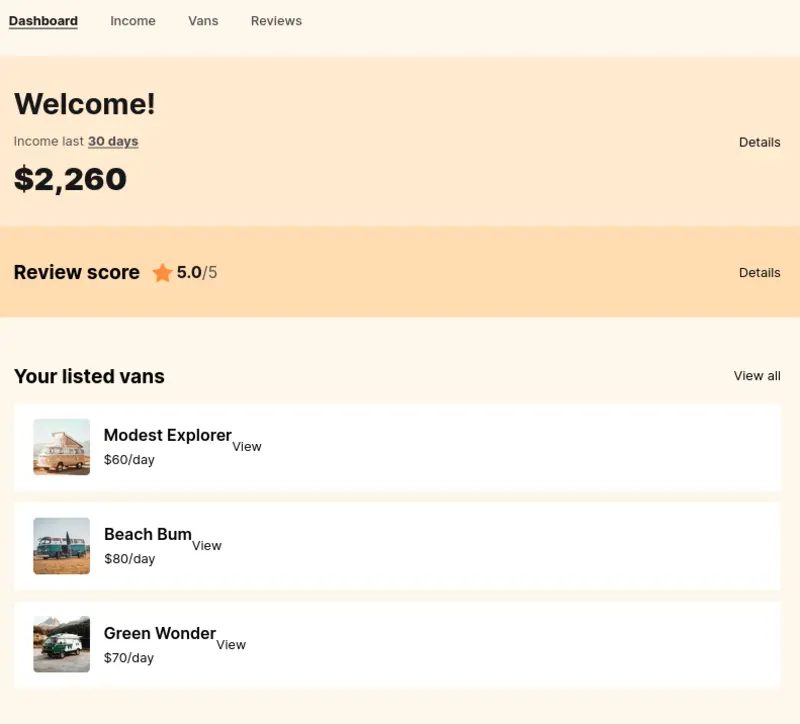 Dashboard Income Vans Reviews
Welcome!
Income last 30 days
Details
$2,260
Review score 5.0/5
Details
Your listed vans
View all
Modest Explorer
View
$60/day
Beach Bum
View
$80/day
Green Wonder
View
$70/day